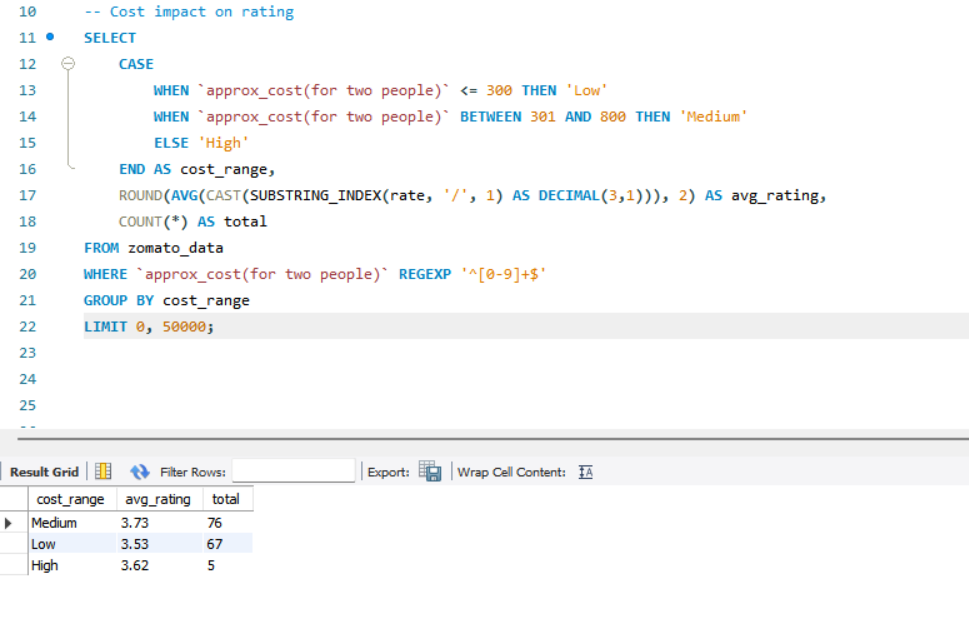 10 -- Cost impact on rating
11 SELECT
12 CASE
13 WHEN `approx_cost(for two people)` <= 300 THEN 'Low'
14 WHEN `approx_cost(for two people)` BETWEEN 301 AND 800 THEN 'Medium'
15 ELSE 'High'
16 END AS cost_range,
17 ROUND(AVG(CAST(SUBSTRING_INDEX(rate, '/', 1) AS DECIMAL(3,1))), 2) AS avg_rating,
18 COUNT(*) AS total
19 FROM zomato_data
20 WHERE `approx_cost(for two people)` REGEXP '^[0-9]+$'
21 GROUP BY cost_range
22 LIMIT 0, 50000;
23
24
25
Result Grid Filter Rows: Export: Wrap Cell Content:
cost_range avg_rating total
Medium 3.73 76
Low 3.53 67
High 3.62 5